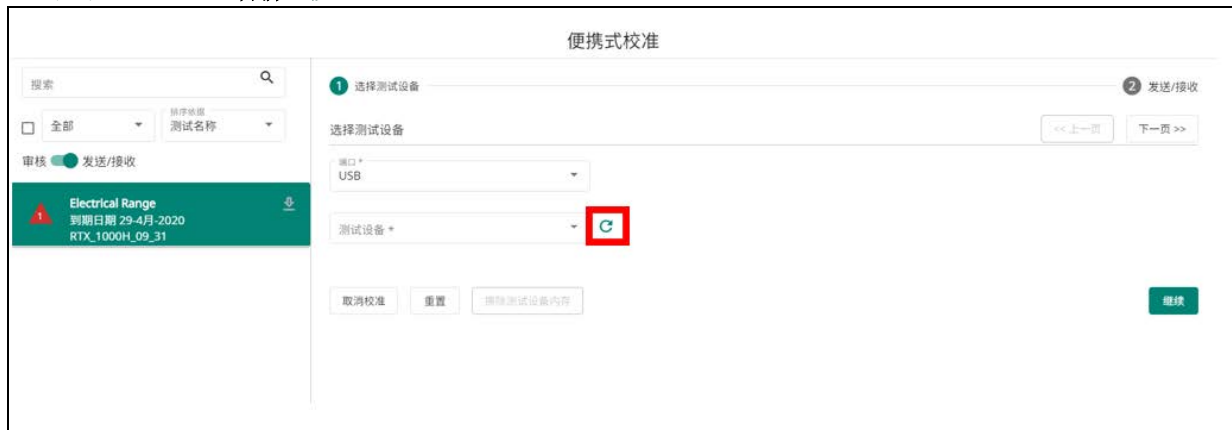 便携式校准
搜索
全部
排序依据
测试名称
审核 发送/接收
1
Electrical Range
到期日期 29-4月-2020
RTX_1000H_09_31
1 选择测试设备
2 发送/接收
选择测试设备
<< 上一页
下一页 >>
端口 *
USB
测试设备 *
取消校准
重置
擦除测试设备内存
继续